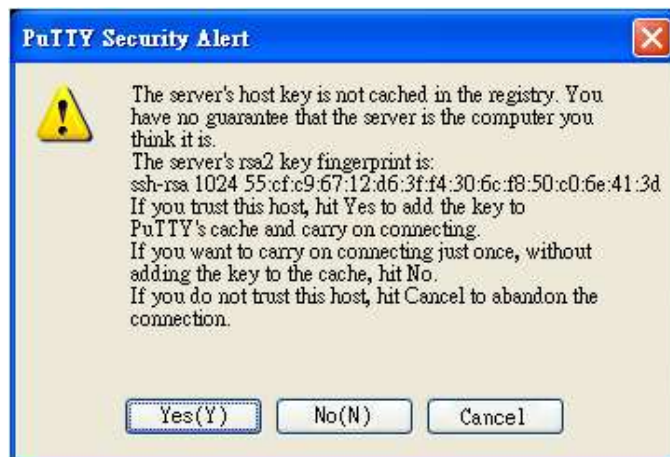 PuTTY Security Alert
The server's host key is not cached in the registry. You
have no guarantee that the server is the computer you
think it is.
The server's rsa2 key fingerprint is:
ssh-rsa 1024 55:cf:c9:67:12:d6:3f:f4:30:6c:f8:50:c0:6e:41:3d
If you trust this host, hit Yes to add the key to
PuTTY's cache and carry on connecting.
If you want to carry on connecting just once, without
adding the key to the cache, hit No.
If you do not trust this host, hit Cancel to abandon the
connection.
Yes(Y) No(N) Cancel